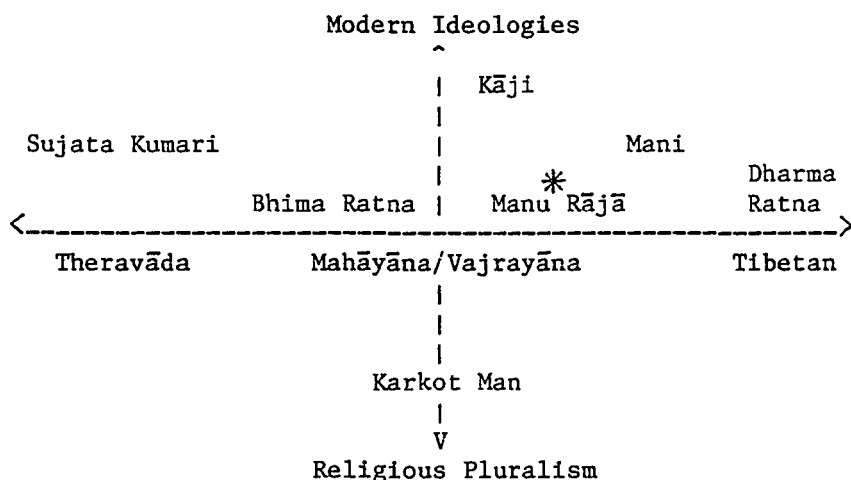 Modern Ideologies
Kāji
Sujata Kumari Mani
Dharma
Bhima Ratna Manu Rājā Ratna
Theravāda Mahāyāna/Vajrayāna Tibetan
Karkot Man
Religious Pluralism